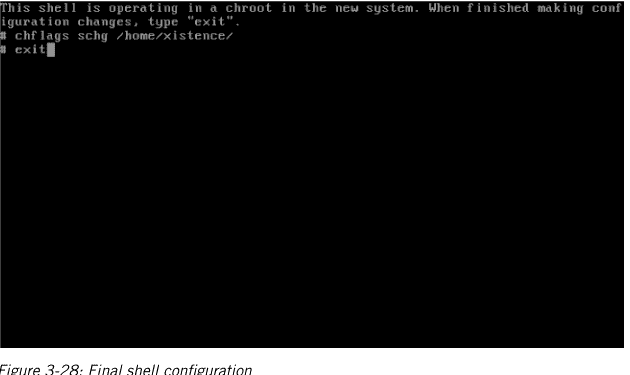 This shell is operating in a chroot in the new system. When finished making conf
iguration changes, type "exit".
# chflags schg /home/xistence/
# exit
Figure 3-28: Final shell configuration